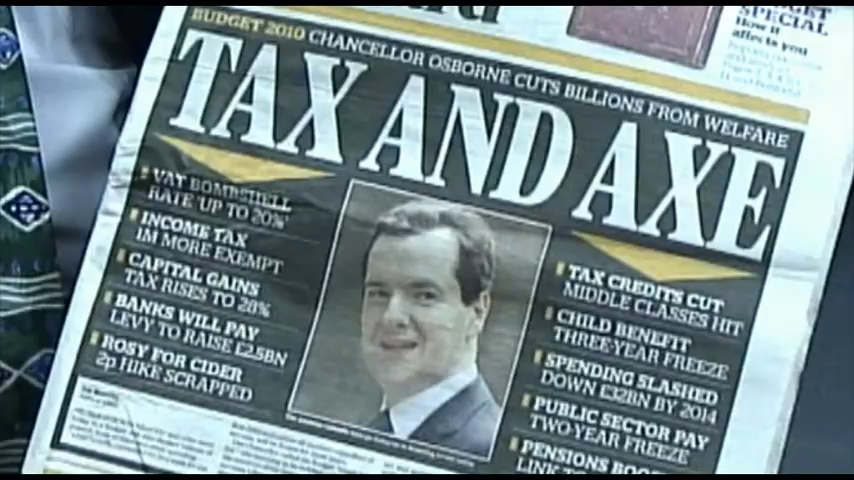 SPECIAL
How it
affects you
BUDGET 2010 CHANCELLOR OSBORNE CUTS BILLIONS FROM WELFARE
TAX AND AXE
VAT BOMBSHELL
RATE 'UP TO 20%'
INCOME TAX
1M MORE EXEMPT
CAPITAL GAINS
TAX RISES TO 28%
BANKS WILL PAY
LEVY TO RAISE £2.5BN
ROSY FOR CIDER
2p HIKE SCRAPPED
TAX CREDITS CUT
MIDDLE CLASSES HIT
CHILD BENEFIT
THREE-YEAR FREEZE
SPENDING SLASHED
DOWN £32BN BY 2014
PUBLIC SECTOR PAY
TWO-YEAR FREEZE
PENSIONS
LINK